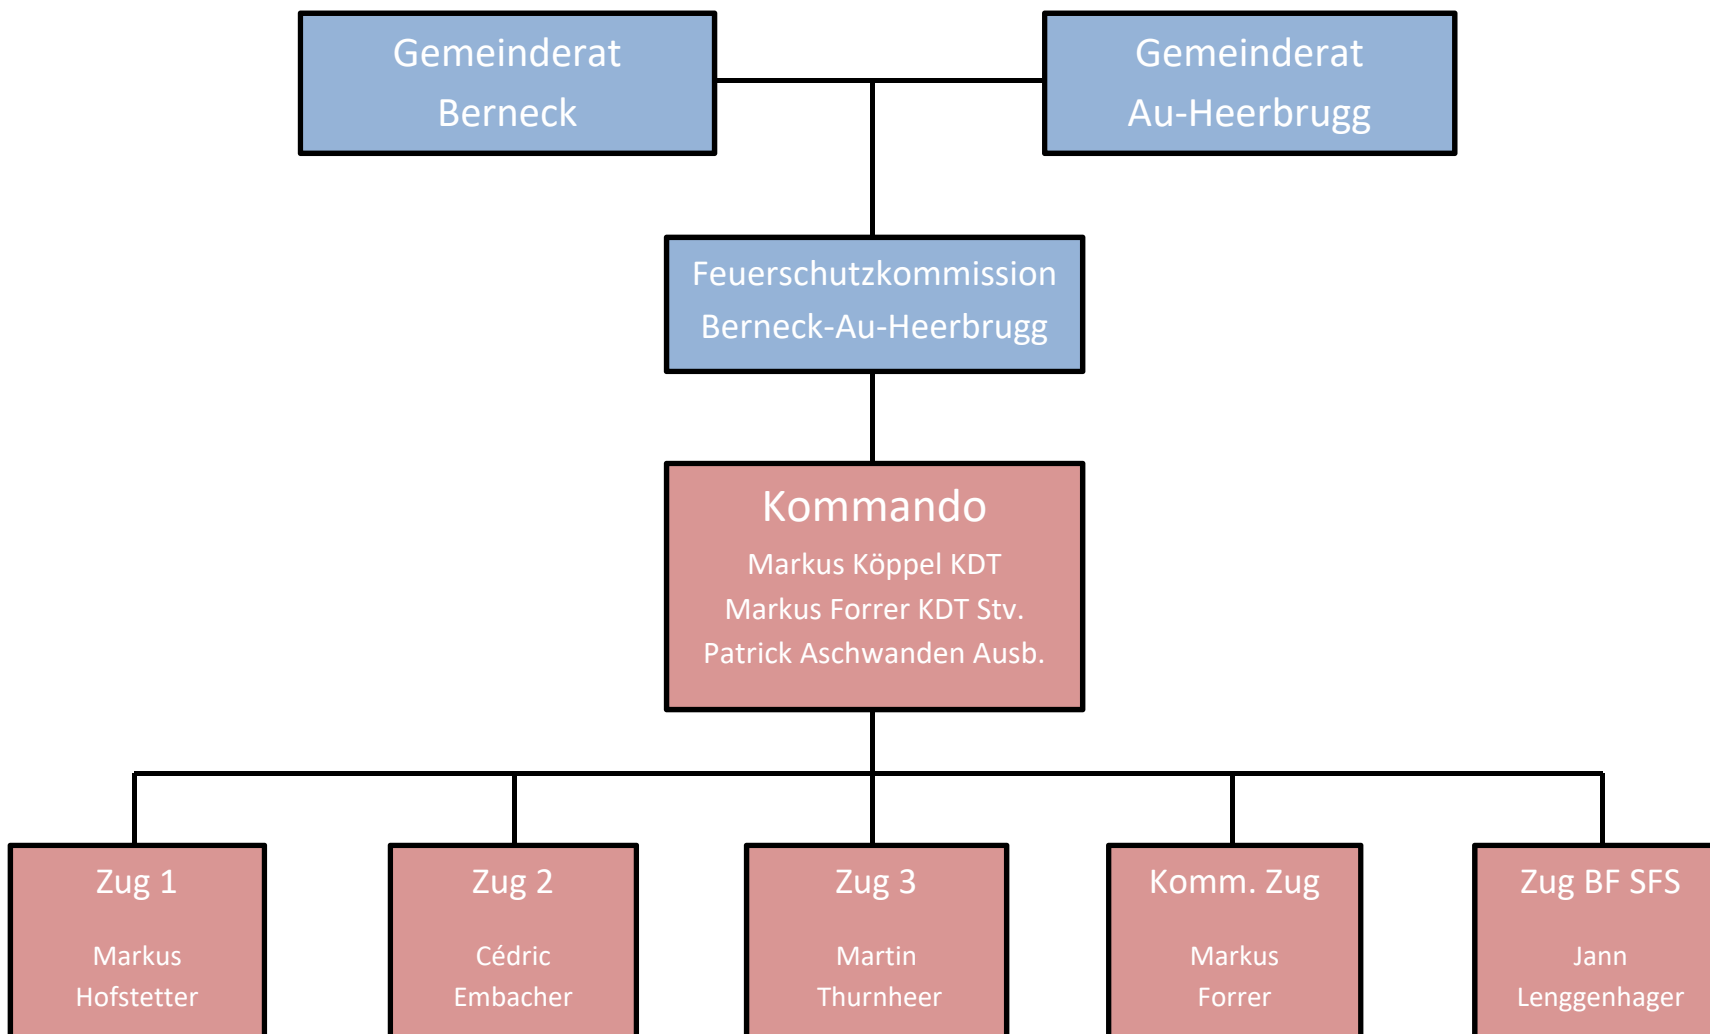 Gemeinderat
Berneck
Gemeinderat
Au-Heerbrugg
Feuerschutzkommission
Berneck-Au-Heerbrugg
Kommando
Markus Köppel KDT
Markus Forrer KDT Stv.
Patrick Aschwanden Ausb.
Zug 1
Markus
Hofstetter
Zug 2
Cédric
Embacher
Zug 3
Martin
Thurnheer
Komm. Zug
Markus
Forrer
Zug BF SFS
Jann
Lenggenhager